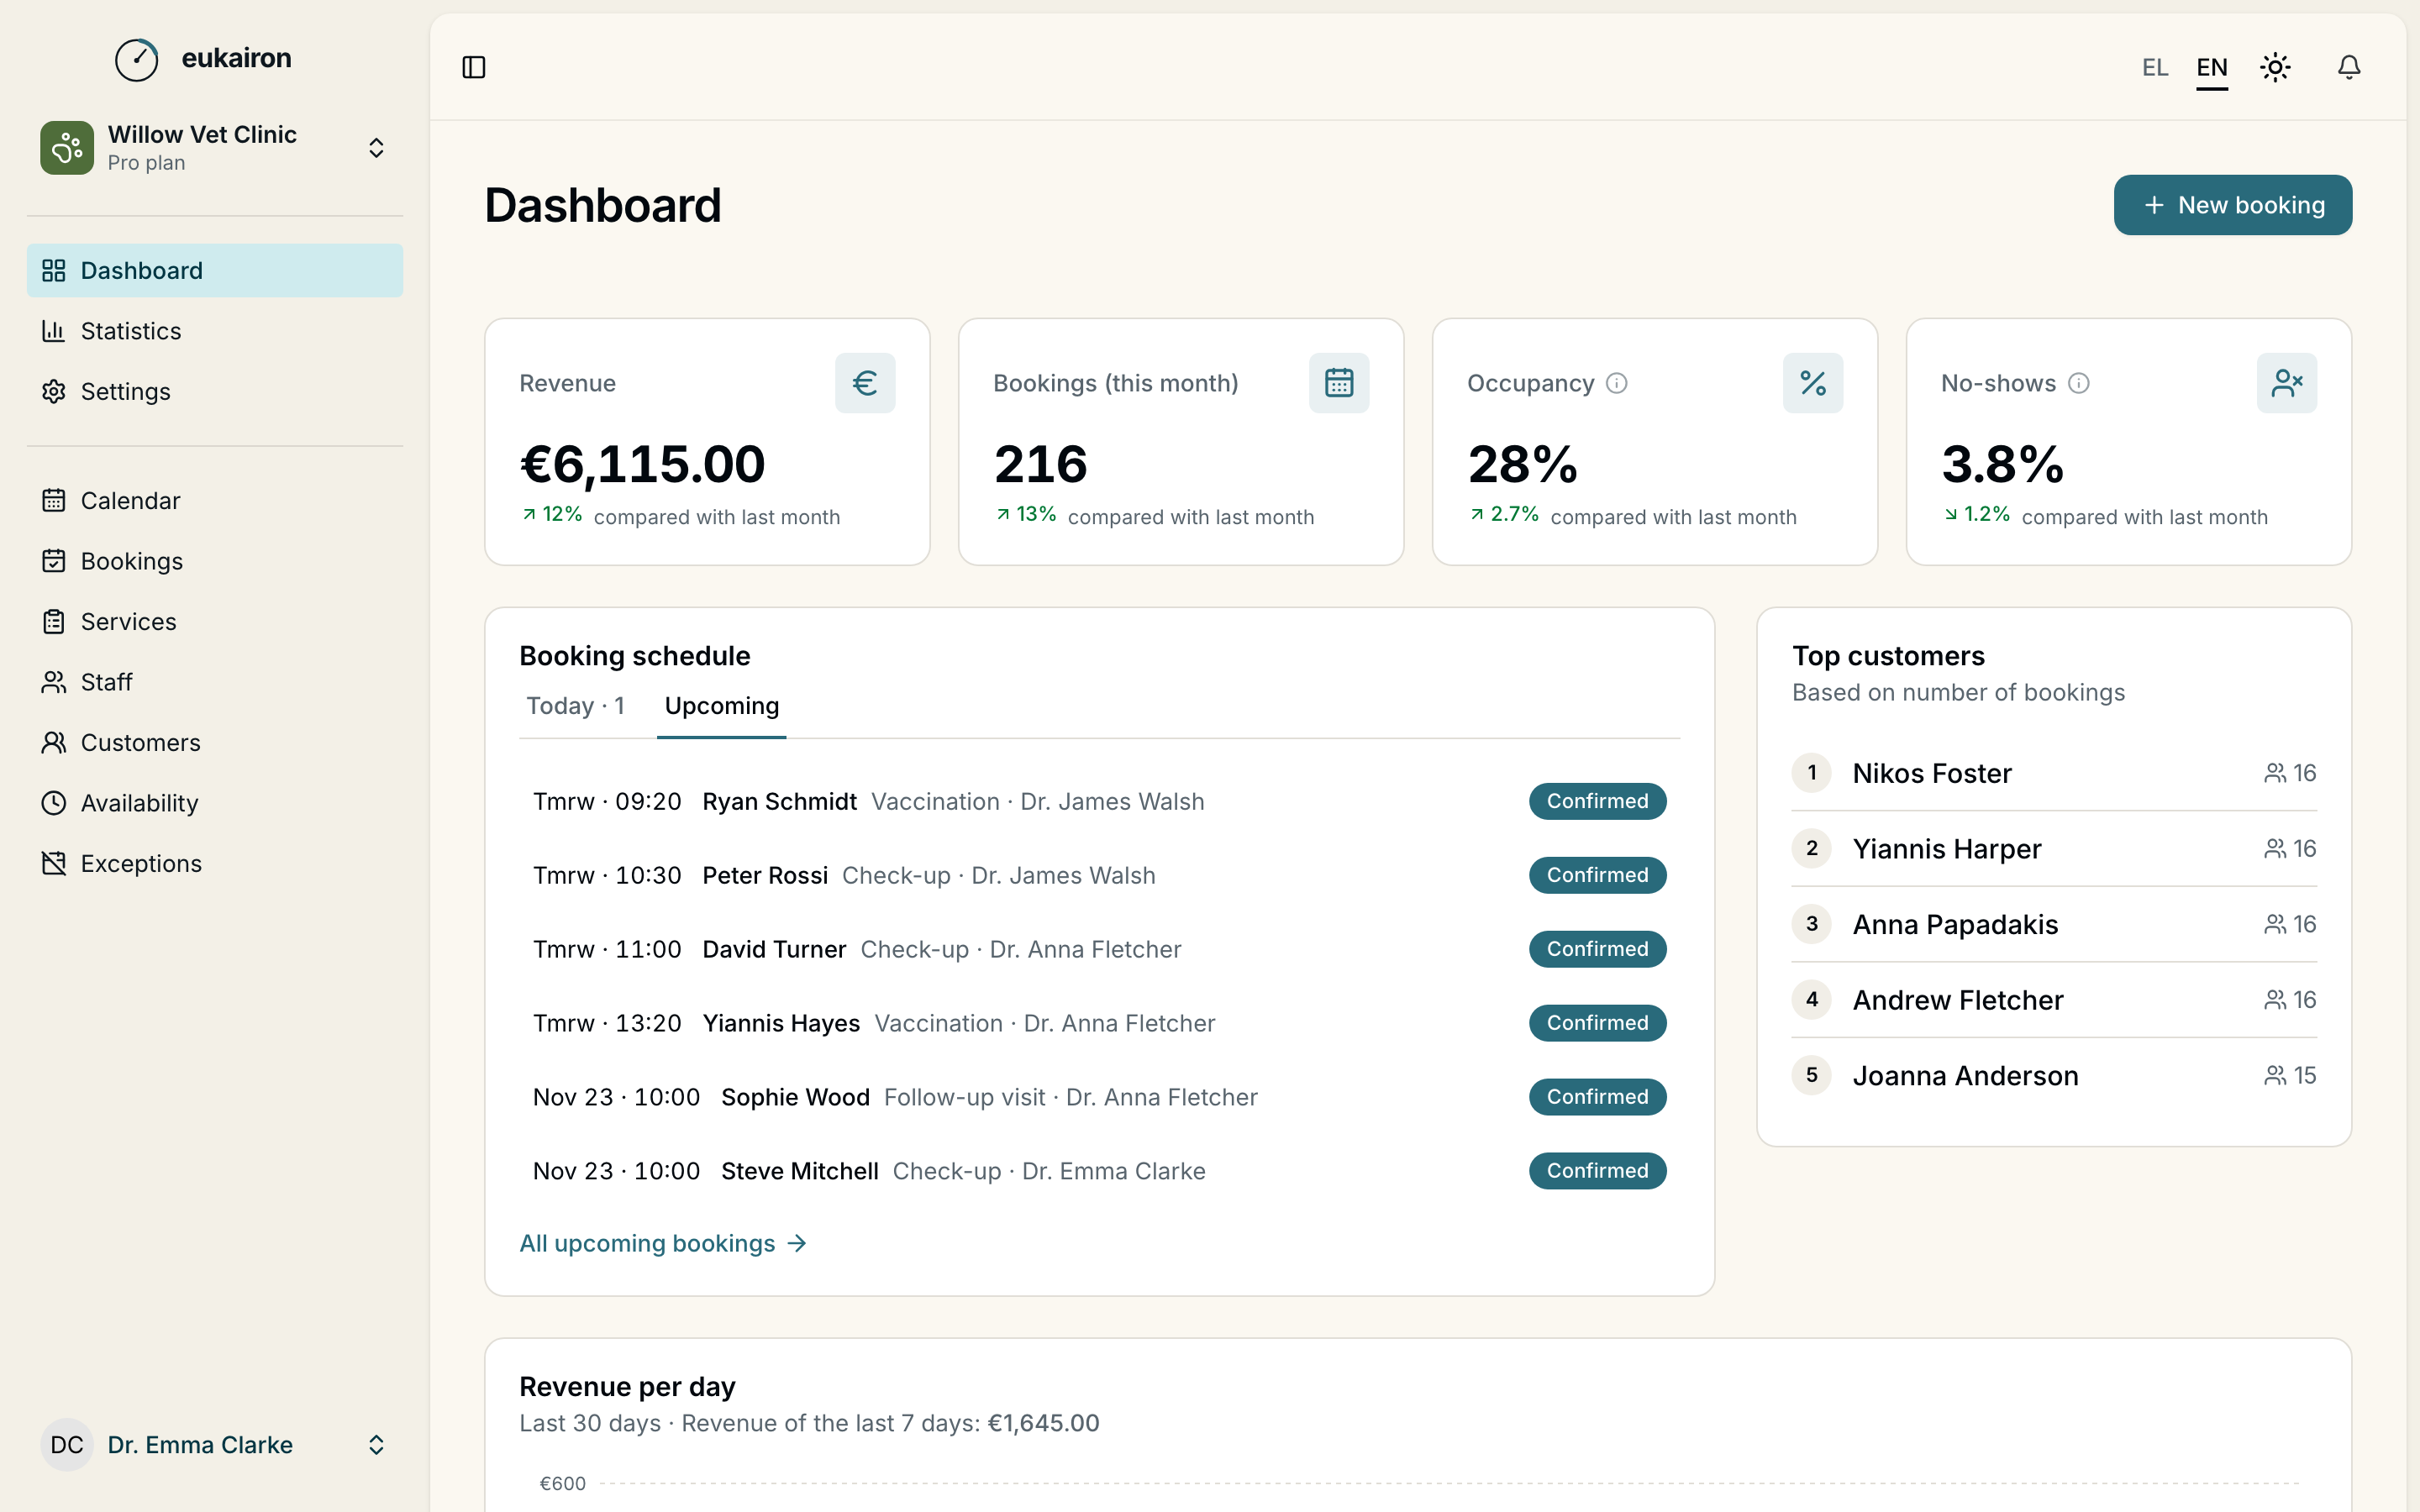 eukairon
Willow Vet Clinic
Pro plan
Dashboard
Statistics
Settings
Calendar
Bookings
Services
Staff
Customers
Availability
Exceptions
DC Dr. Emma Clarke
EL EN
Dashboard
+ New booking
Revenue
€6,115.00
12% compared with last month
Bookings (this month)
216
13% compared with last month
Occupancy
28%
2.7% compared with last month
No-shows
3.8%
1.2% compared with last month
Booking schedule
Today · 1 Upcoming
Tmrw · 09:20 Ryan Schmidt Vaccination · Dr. James Walsh Confirmed
Tmrw · 10:30 Peter Rossi Check-up · Dr. James Walsh Confirmed
Tmrw · 11:00 David Turner Check-up · Dr. Anna Fletcher Confirmed
Tmrw · 13:20 Yiannis Hayes Vaccination · Dr. Anna Fletcher Confirmed
Nov 23 · 10:00 Sophie Wood Follow-up visit · Dr. Anna Fletcher Confirmed
Nov 23 · 10:00 Steve Mitchell Check-up · Dr. Emma Clarke Confirmed
All upcoming bookings →
Top customers
Based on number of bookings
1 Nikos Foster 16
2 Yiannis Harper 16
3 Anna Papadakis 16
4 Andrew Fletcher 16
5 Joanna Anderson 15
Revenue per day
Last 30 days · Revenue of the last 7 days: €1,645.00
€600